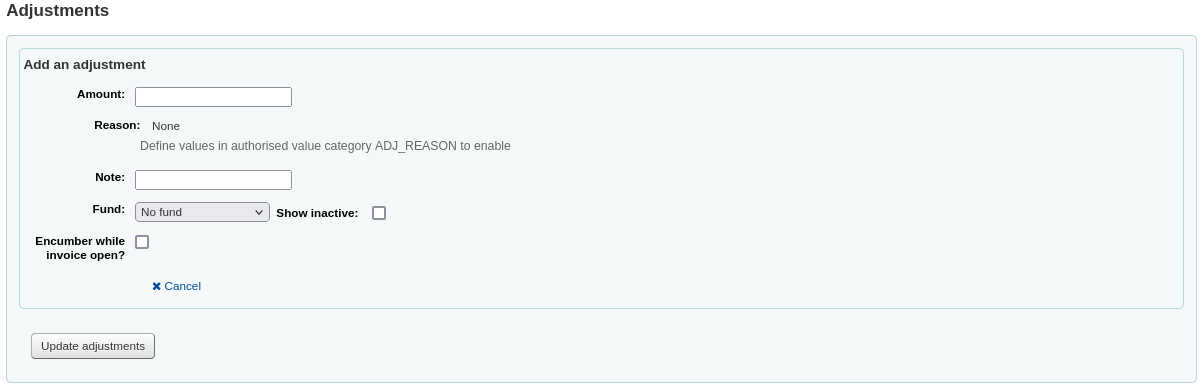 Adjustments
Add an adjustment
Amount:
Reason: None
Define values in authorised value category ADJ_REASON to enable
Note:
Fund: No fund Show inactive:
Encumber while
invoice open?
Cancel
Update adjustments